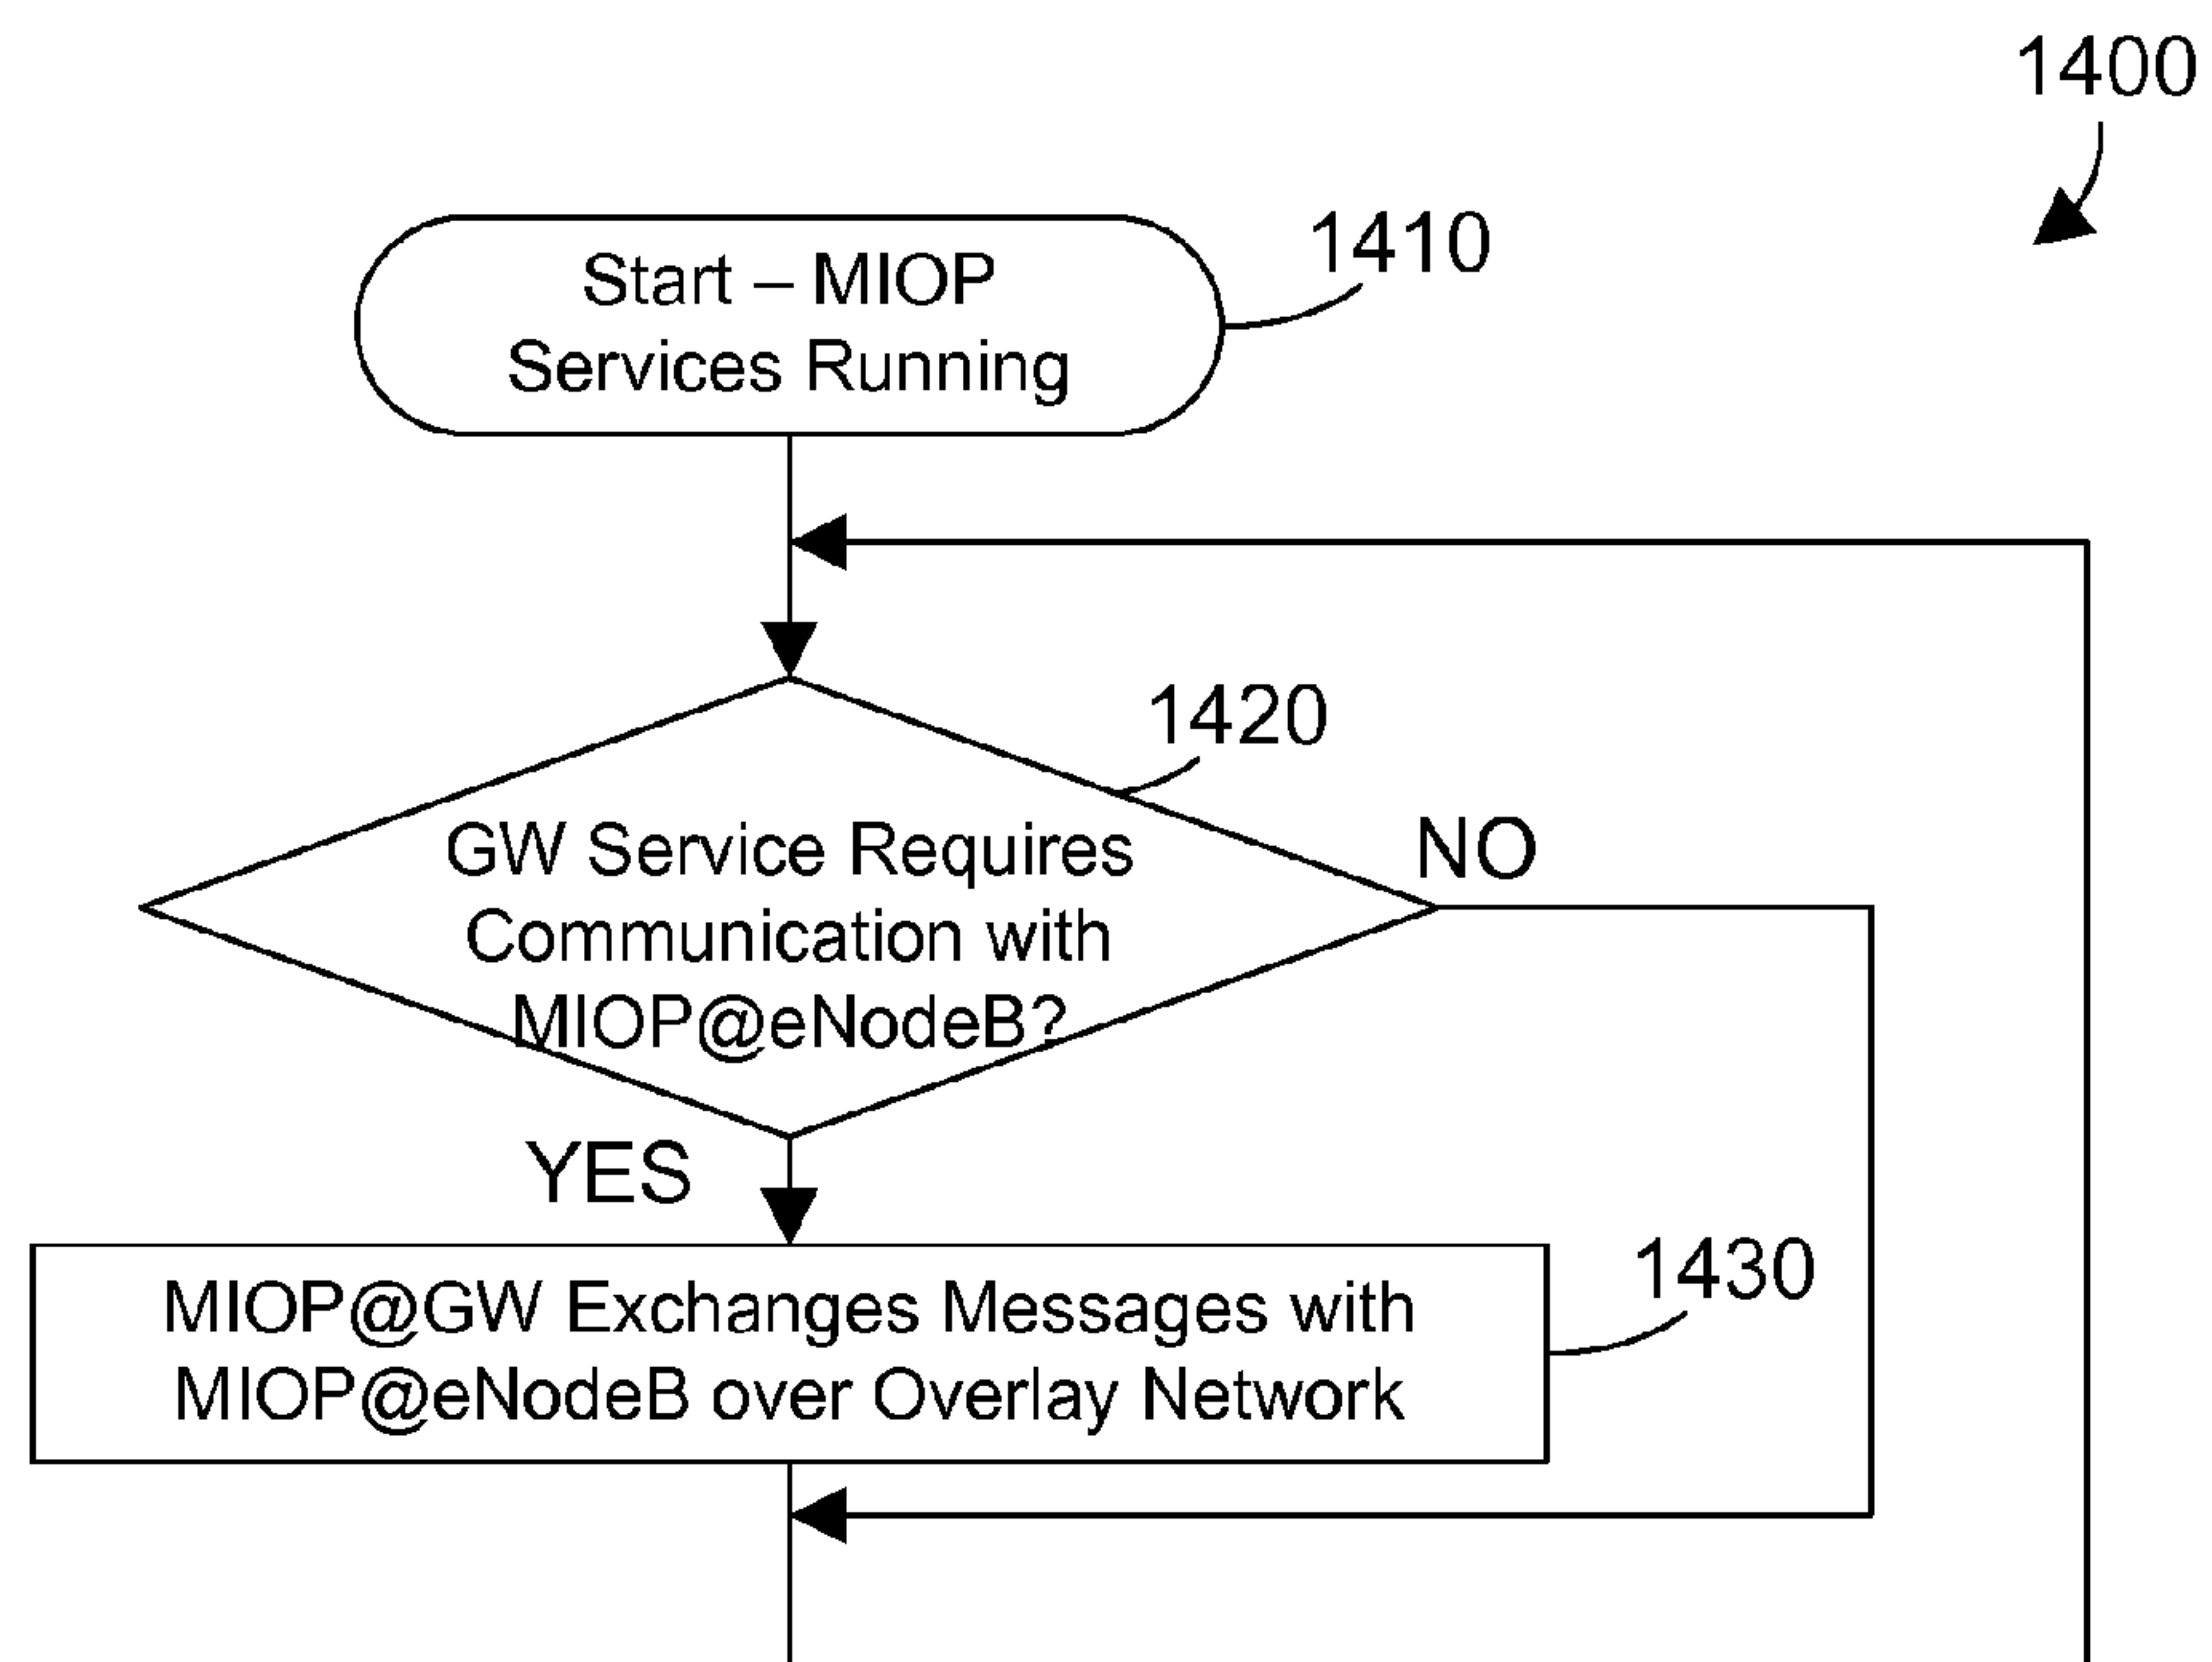 1400
Start – MIOP
Services Running
1410
1420
GW Service Requires
Communication with
MIOP@eNodeB?
NO
YES
MIOP@GW Exchanges Messages with
MIOP@eNodeB over Overlay Network
1430